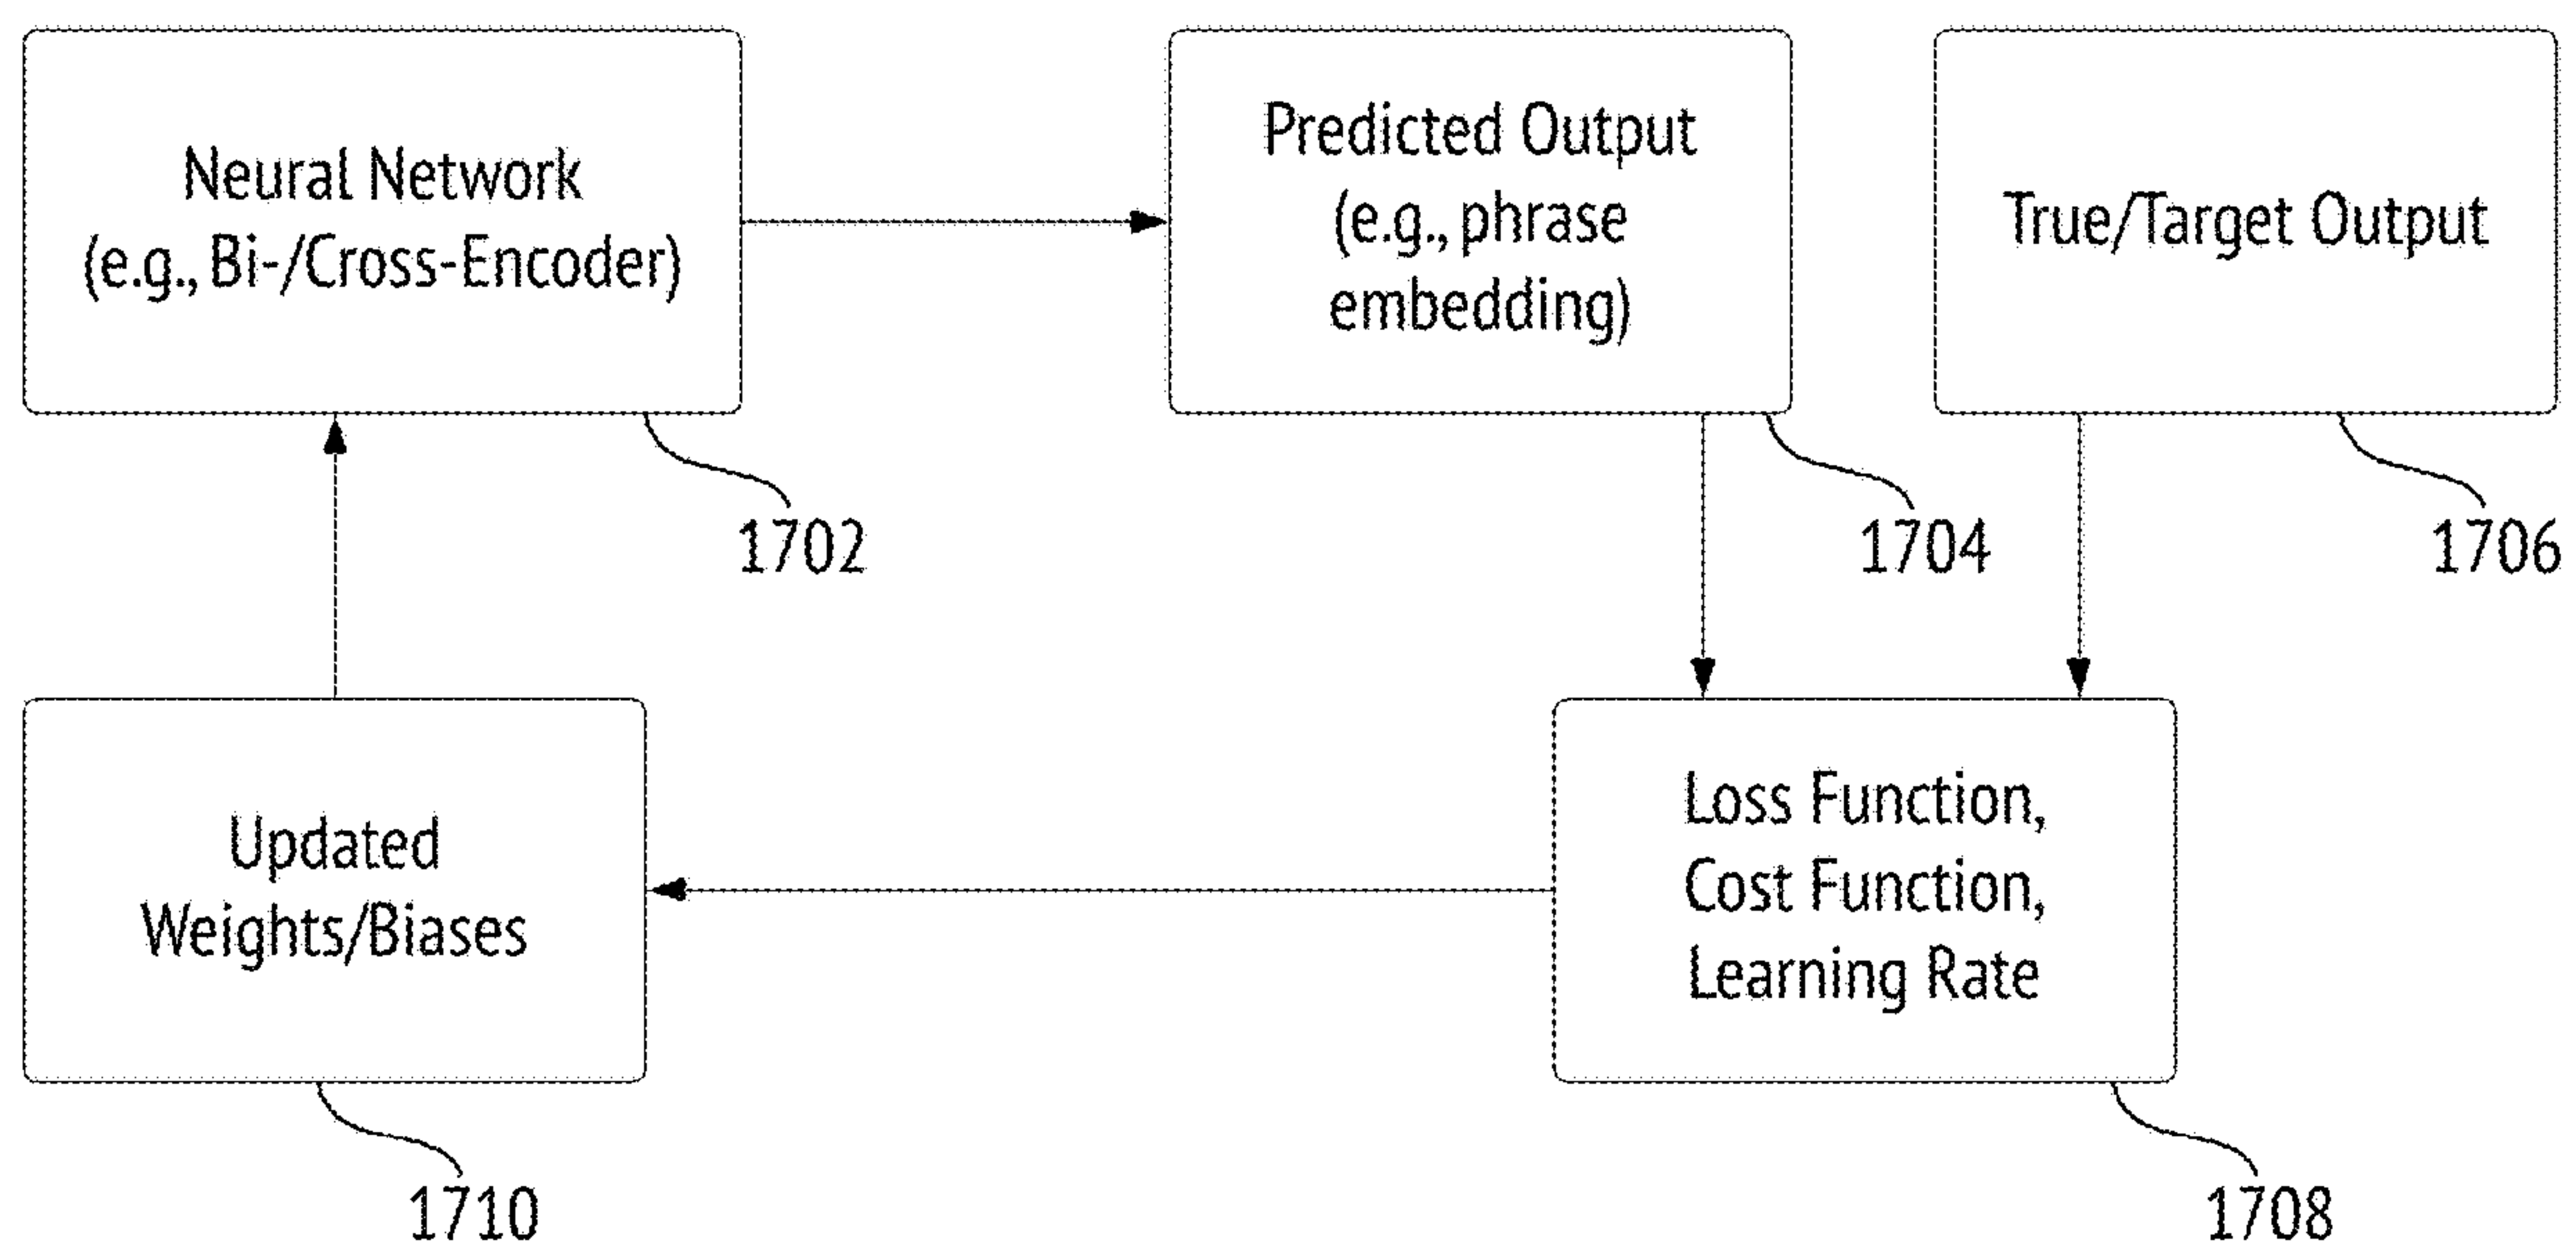 Neural Network
(e.g., Bi-/Cross-Encoder)
1702
Predicted Output
(e.g., phrase
embedding)
1704
True/Target Output
1706
Updated
Weights/Biases
1710
Loss Function,
Cost Function,
Learning Rate
1708